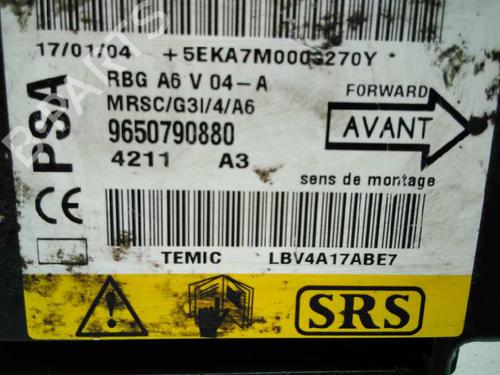 17/01/04 +5EKA7M0003270Y *
RBG A6 V 04-A
MRSC/G3I/4/A6
9650790880
4211 A3
FORWARD
AVANT
sens de montage
PSA
CE
TEMIC LBV4A17ABE7
SRS